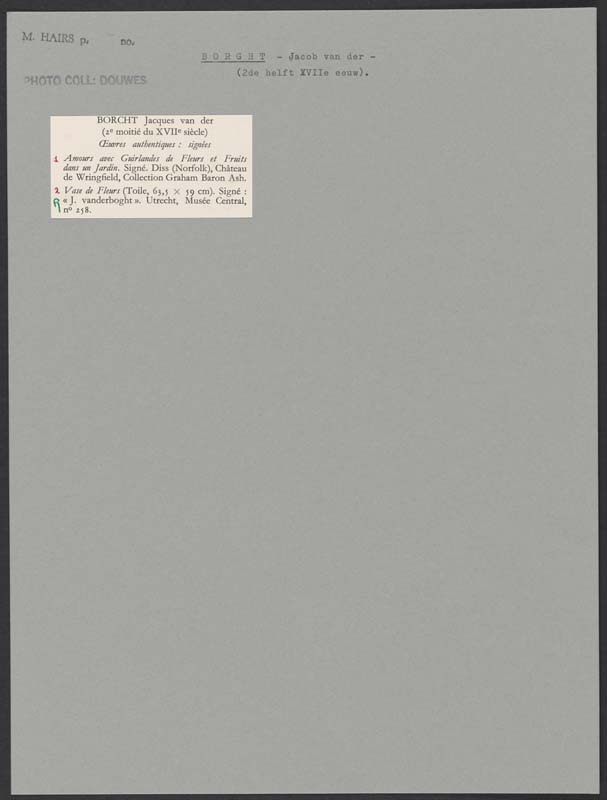 M. HAIRS p. no.
B O R G H T - Jacob van der -
(2de helft XVIIe eeuw).
PHOTO COLL: DOUWES
BORCHT Jacques van der
(2e moitié du XVIIe siècle)
Œuvres authentiques : signées
1 Amours avec Guirlandes de Fleurs et Fruits
dans un Jardin. Signé. Diss (Norfolk), Château
de Wringfield, Collection Graham Baron Ash.
2 Vase de Fleurs (Toile, 63,5 × 59 cm). Signé :
R « J. vanderboght ». Utrecht, Musée Central,
no 258.